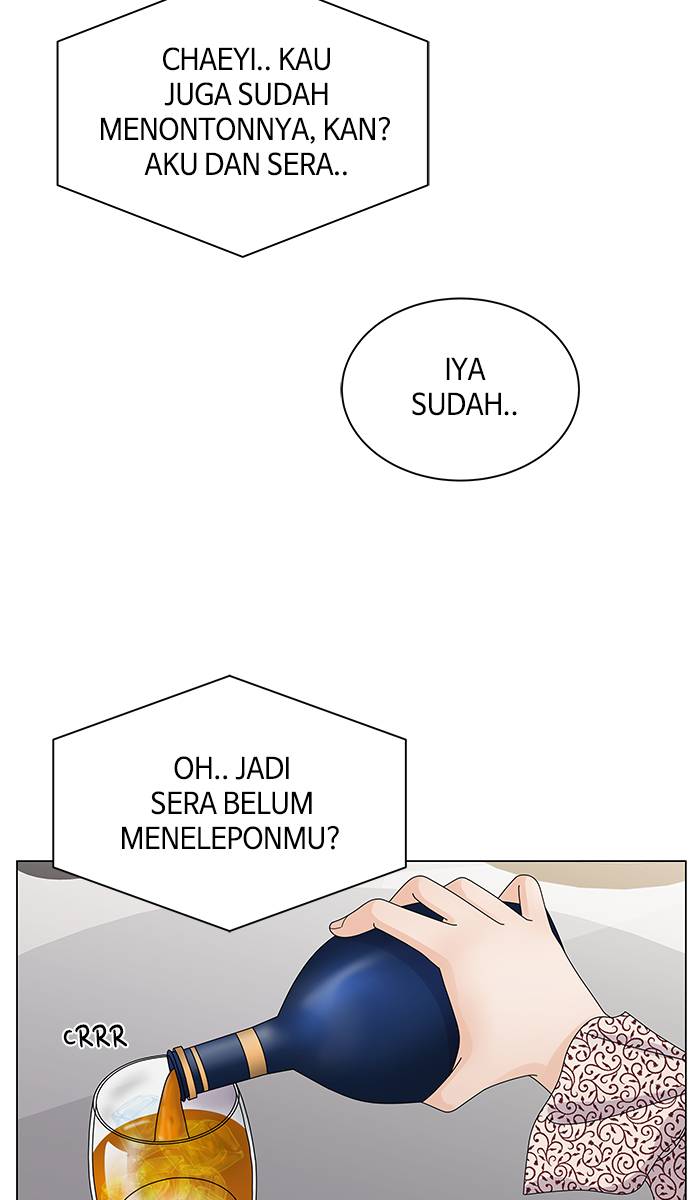 CHAEYI.. KAU
JUGA SUDAH
MENONTONNYA, KAN?
AKU DAN SERA..
IYA
SUDAH..
OH.. JADI
SERA BELUM
MENELEPONMU?
CRRR